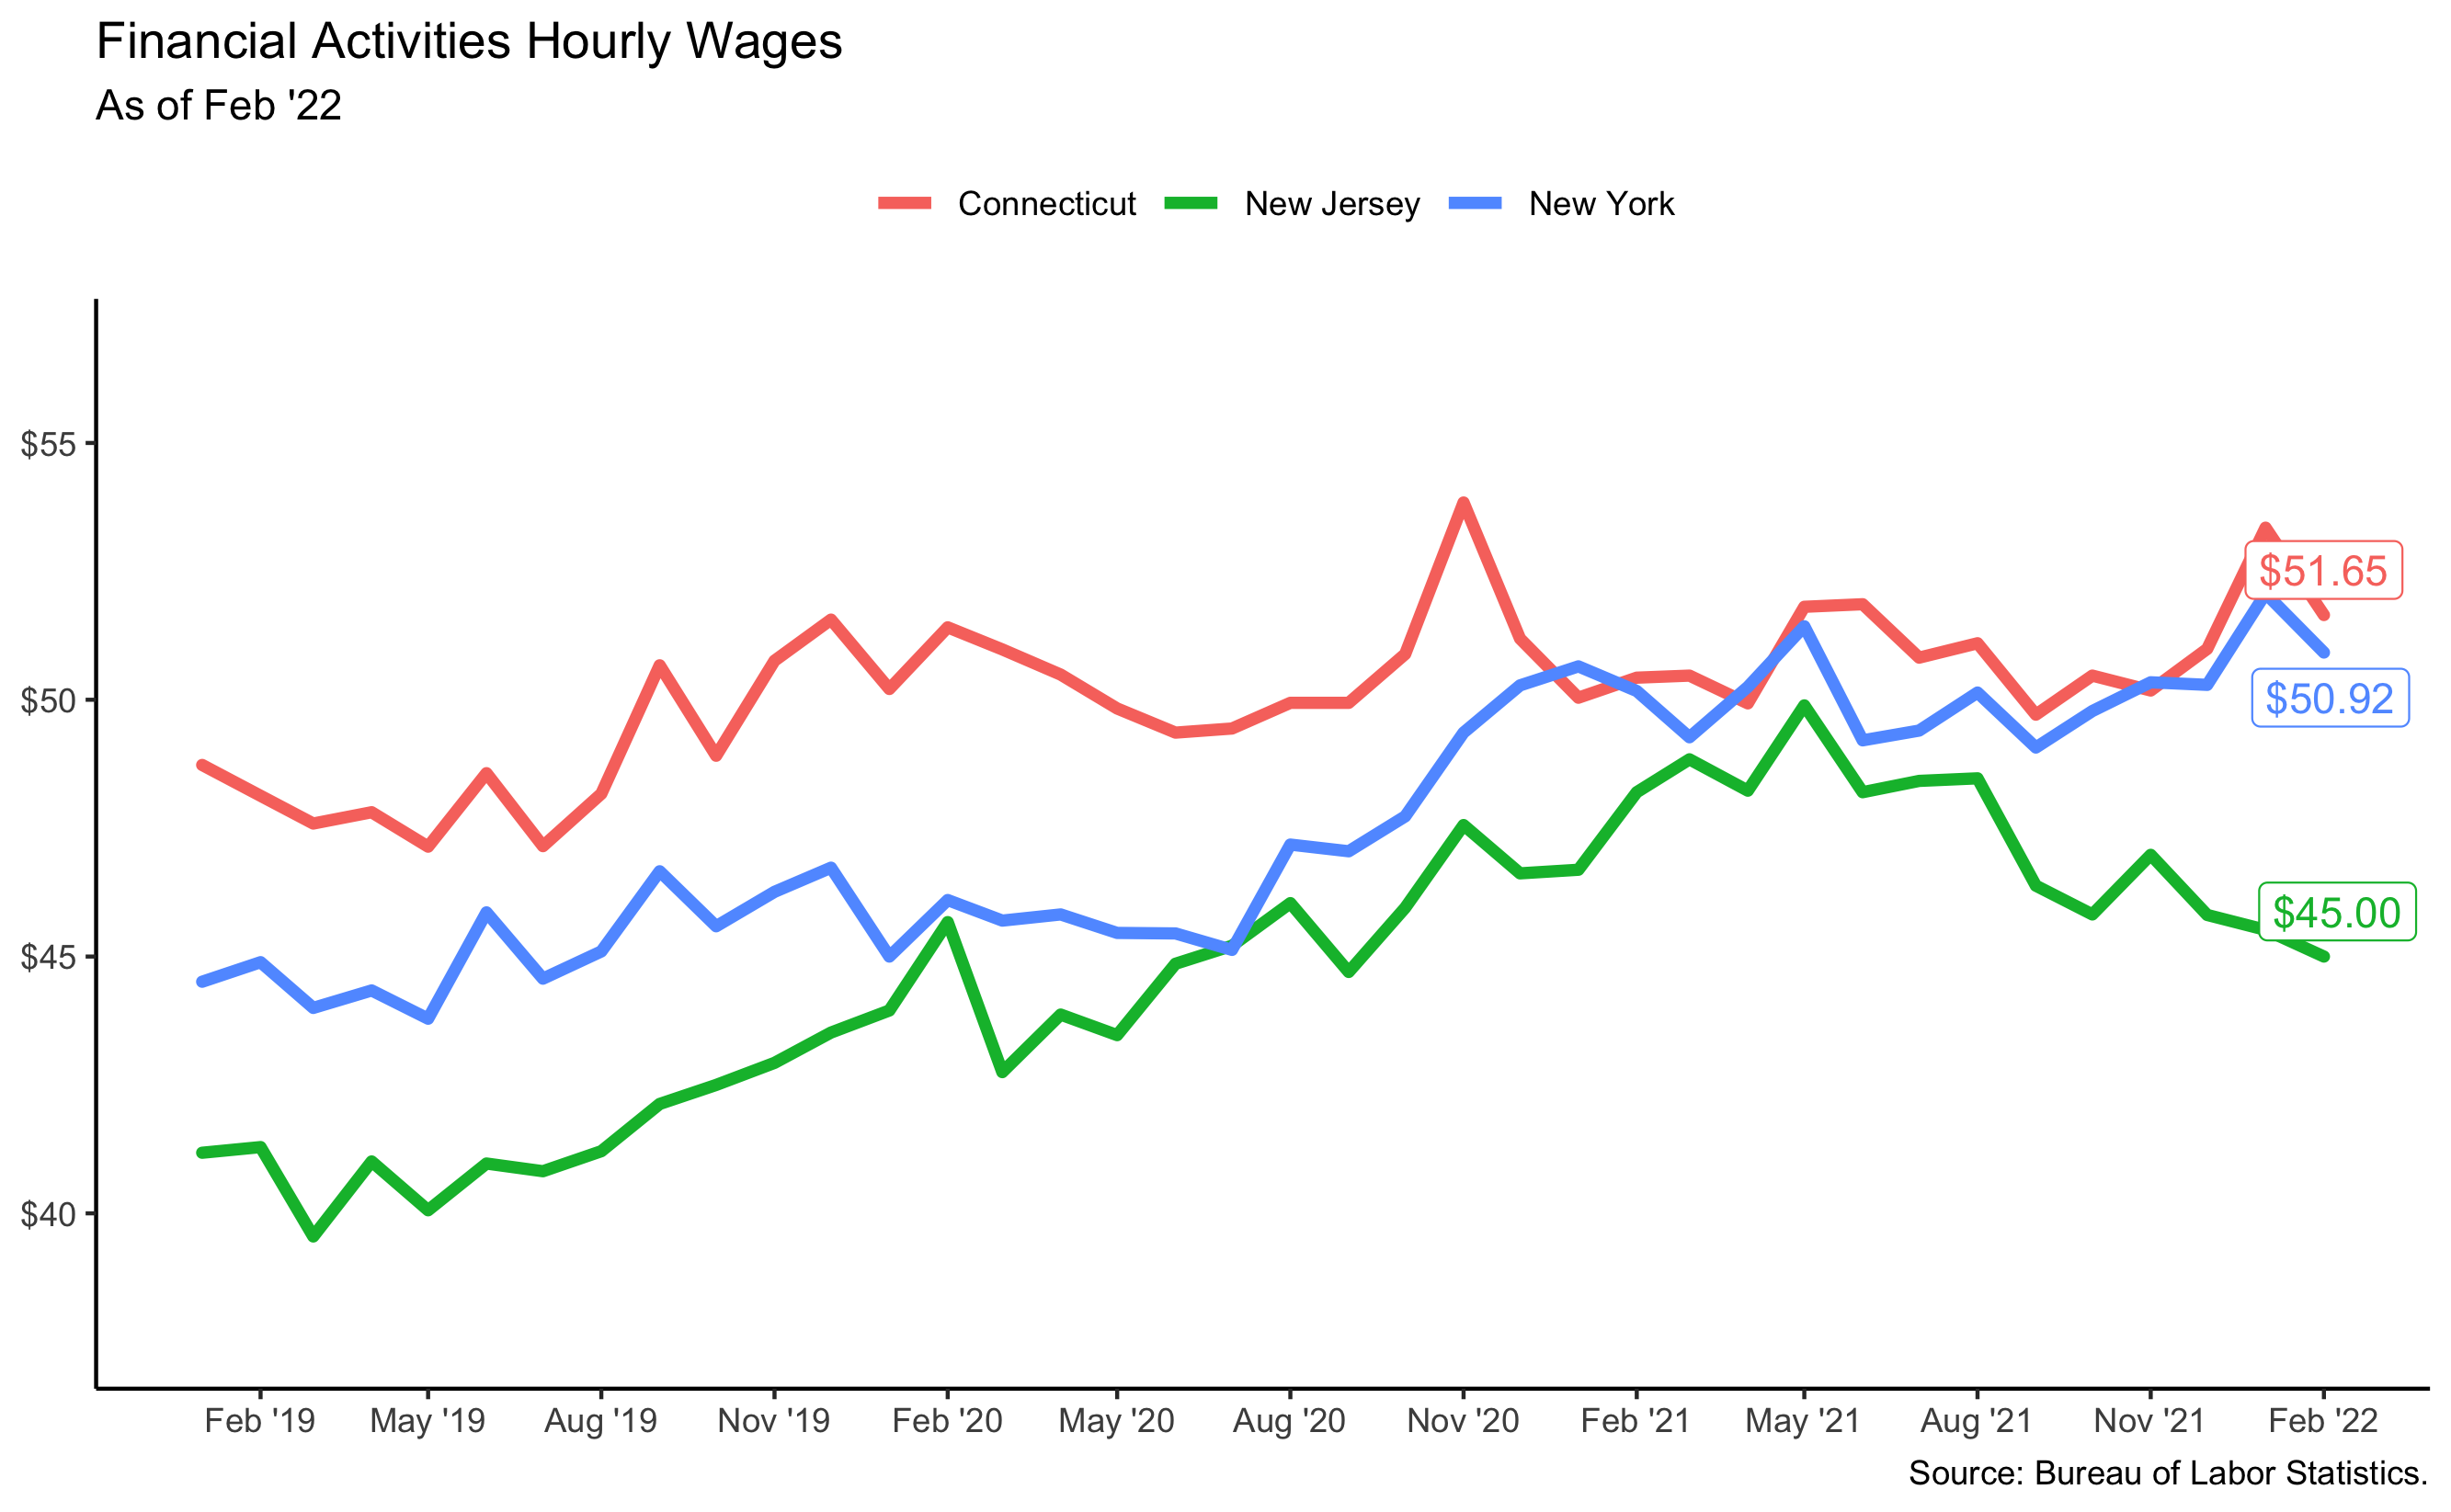 Financial Activities Hourly Wages
As of Feb '22
Connecticut New Jersey New York
$55
$50
$45
$40
$51.65
$50.92
$45.00
Feb '19 May '19 Aug '19 Nov '19 Feb '20 May '20 Aug '20 Nov '20 Feb '21 May '21 Aug '21 Nov '21 Feb '22
Source: Bureau of Labor Statistics.